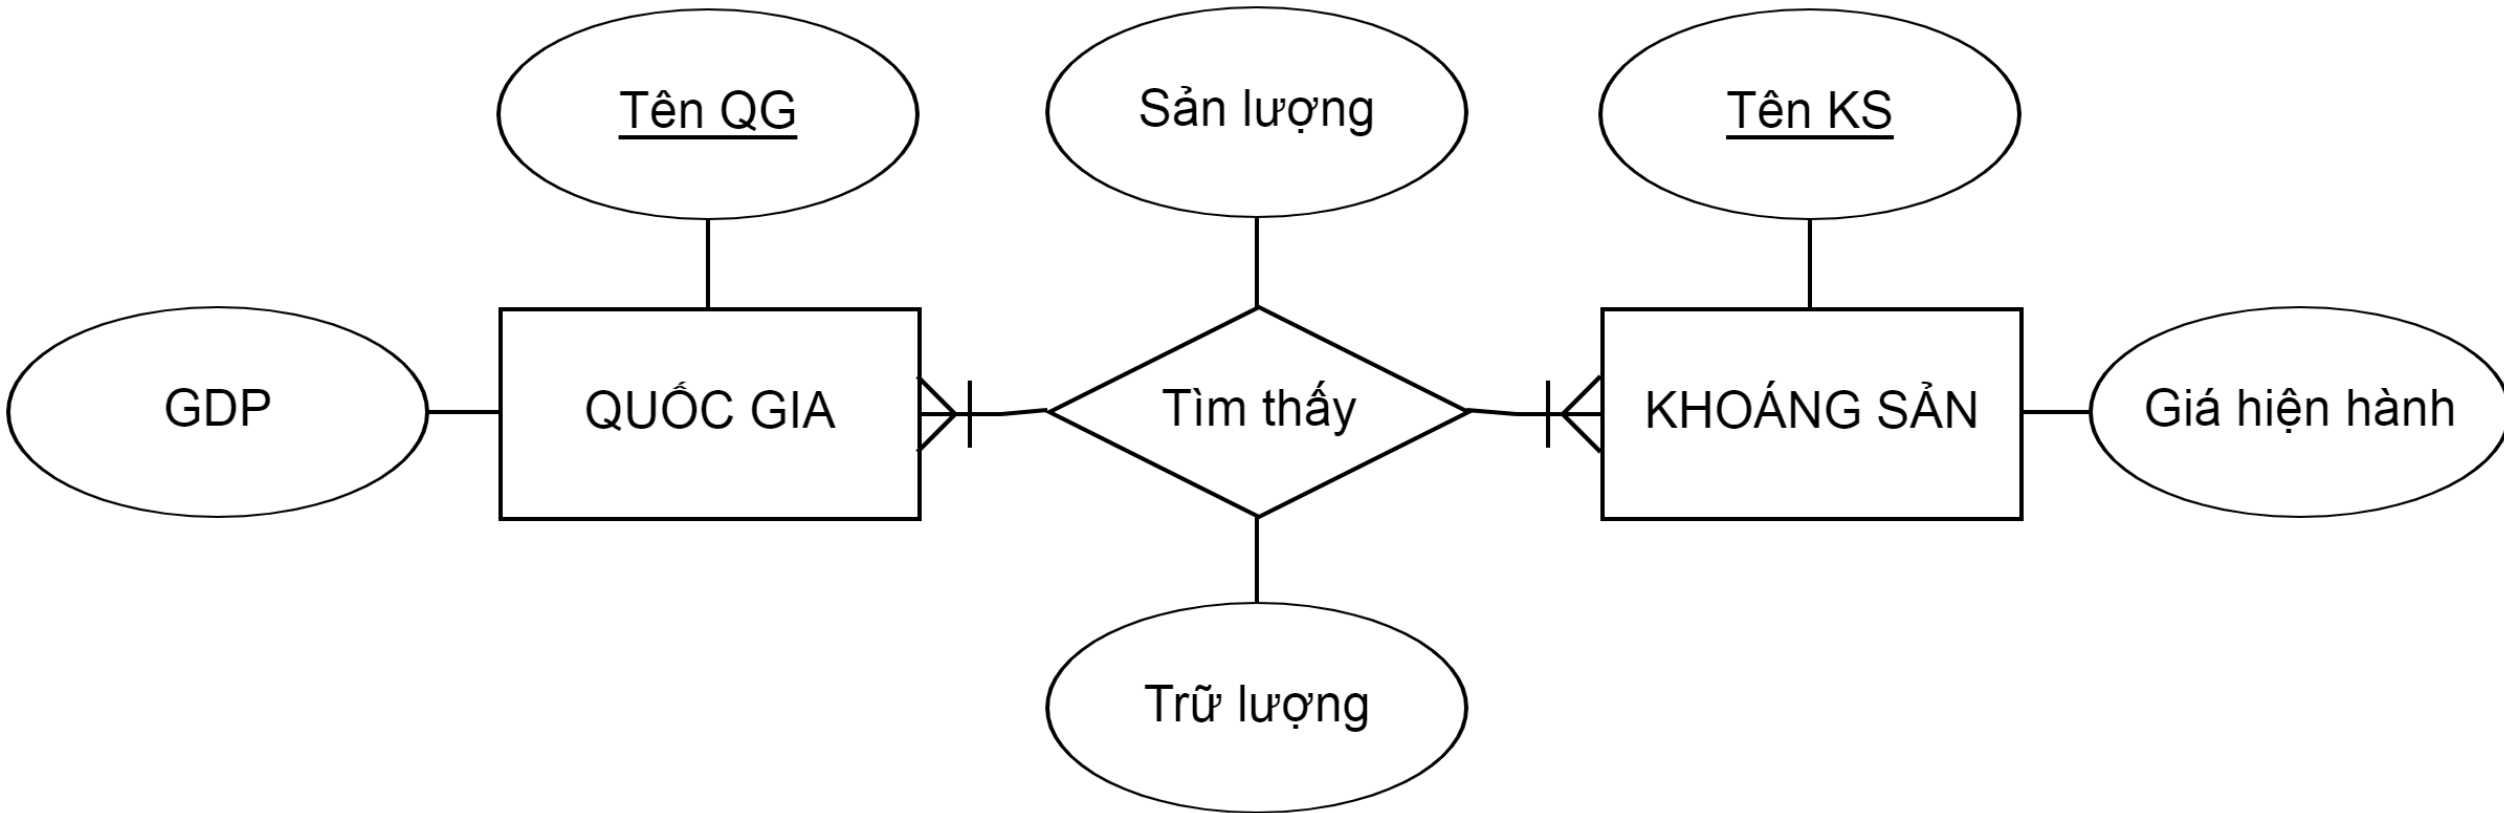 Tên QG
Sản lượng
Tên KS
GDP
QUỐC GIA
Tìm thấy
KHOÁNG SẢN
Giá hiện hành
Trữ lượng